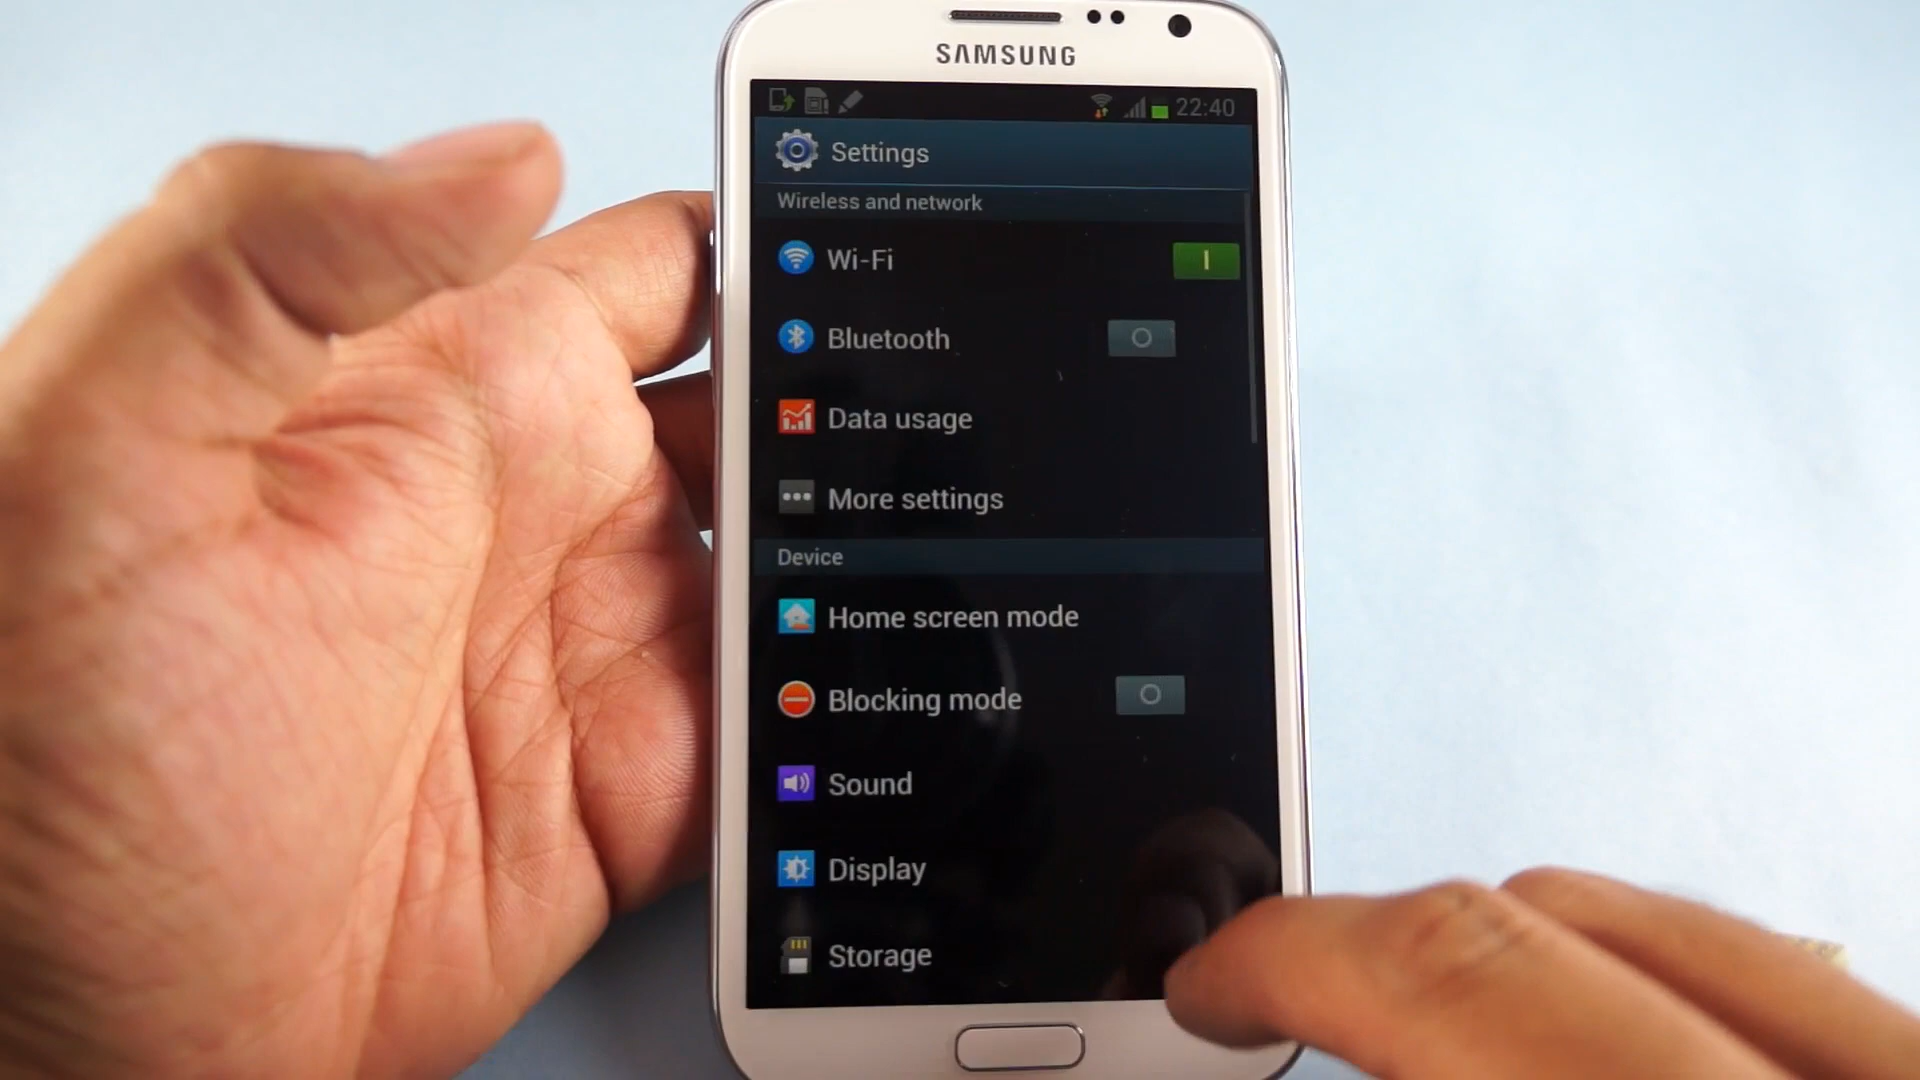 SAMSUNG
22:40
Settings
Wireless and network
Wi-Fi
Bluetooth
Data usage
More settings
Device
Home screen mode
Blocking mode
Sound
Display
Storage